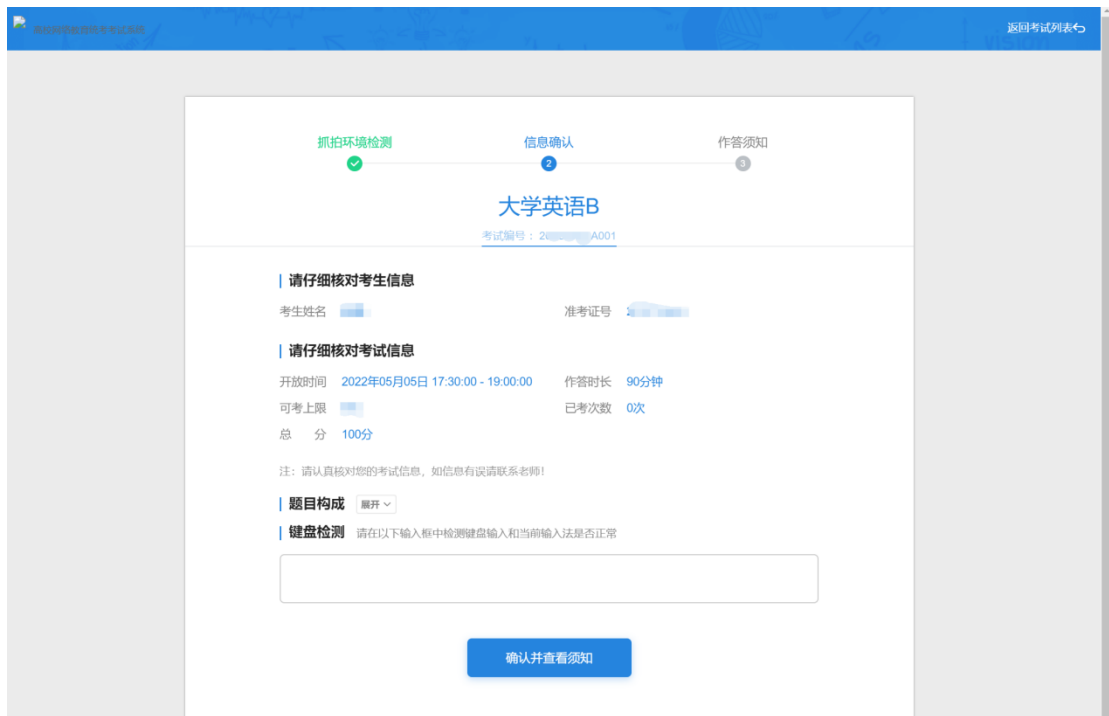 返回考试列表
VISION
抓拍环境检测 信息确认 作答须知
2 3
大学英语B
考试编号： 2 A001
请仔细核对考生信息
考生姓名 准考证号
请仔细核对考试信息
开放时间 2022年05月05日 17:30:00 - 19:00:00 作答时长 90分钟
可考上限 已考次数 0次
总 分 100分
注：请认真核对您的考试信息，如信息有误请联系老师！
题目构成 展开
键盘检测 请在以下输入框中检测键盘输入和当前输入法是否正常
确认并查看须知